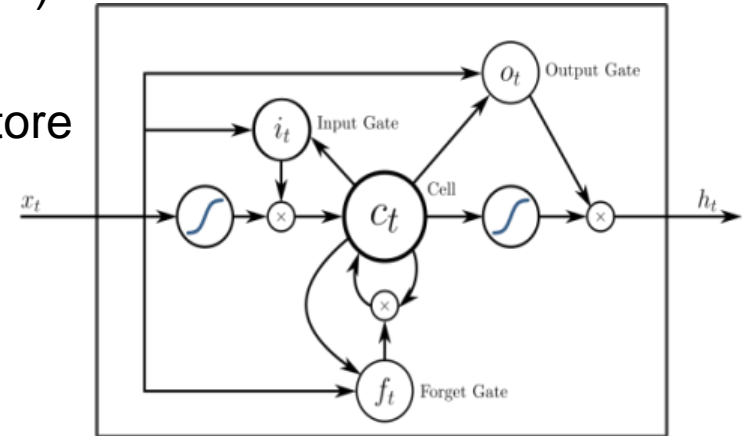 )
tore
o_t Output Gate
i_t Input Gate
x_t
Cell
c_t
×
×
h_t
×
f_t Forget Gate